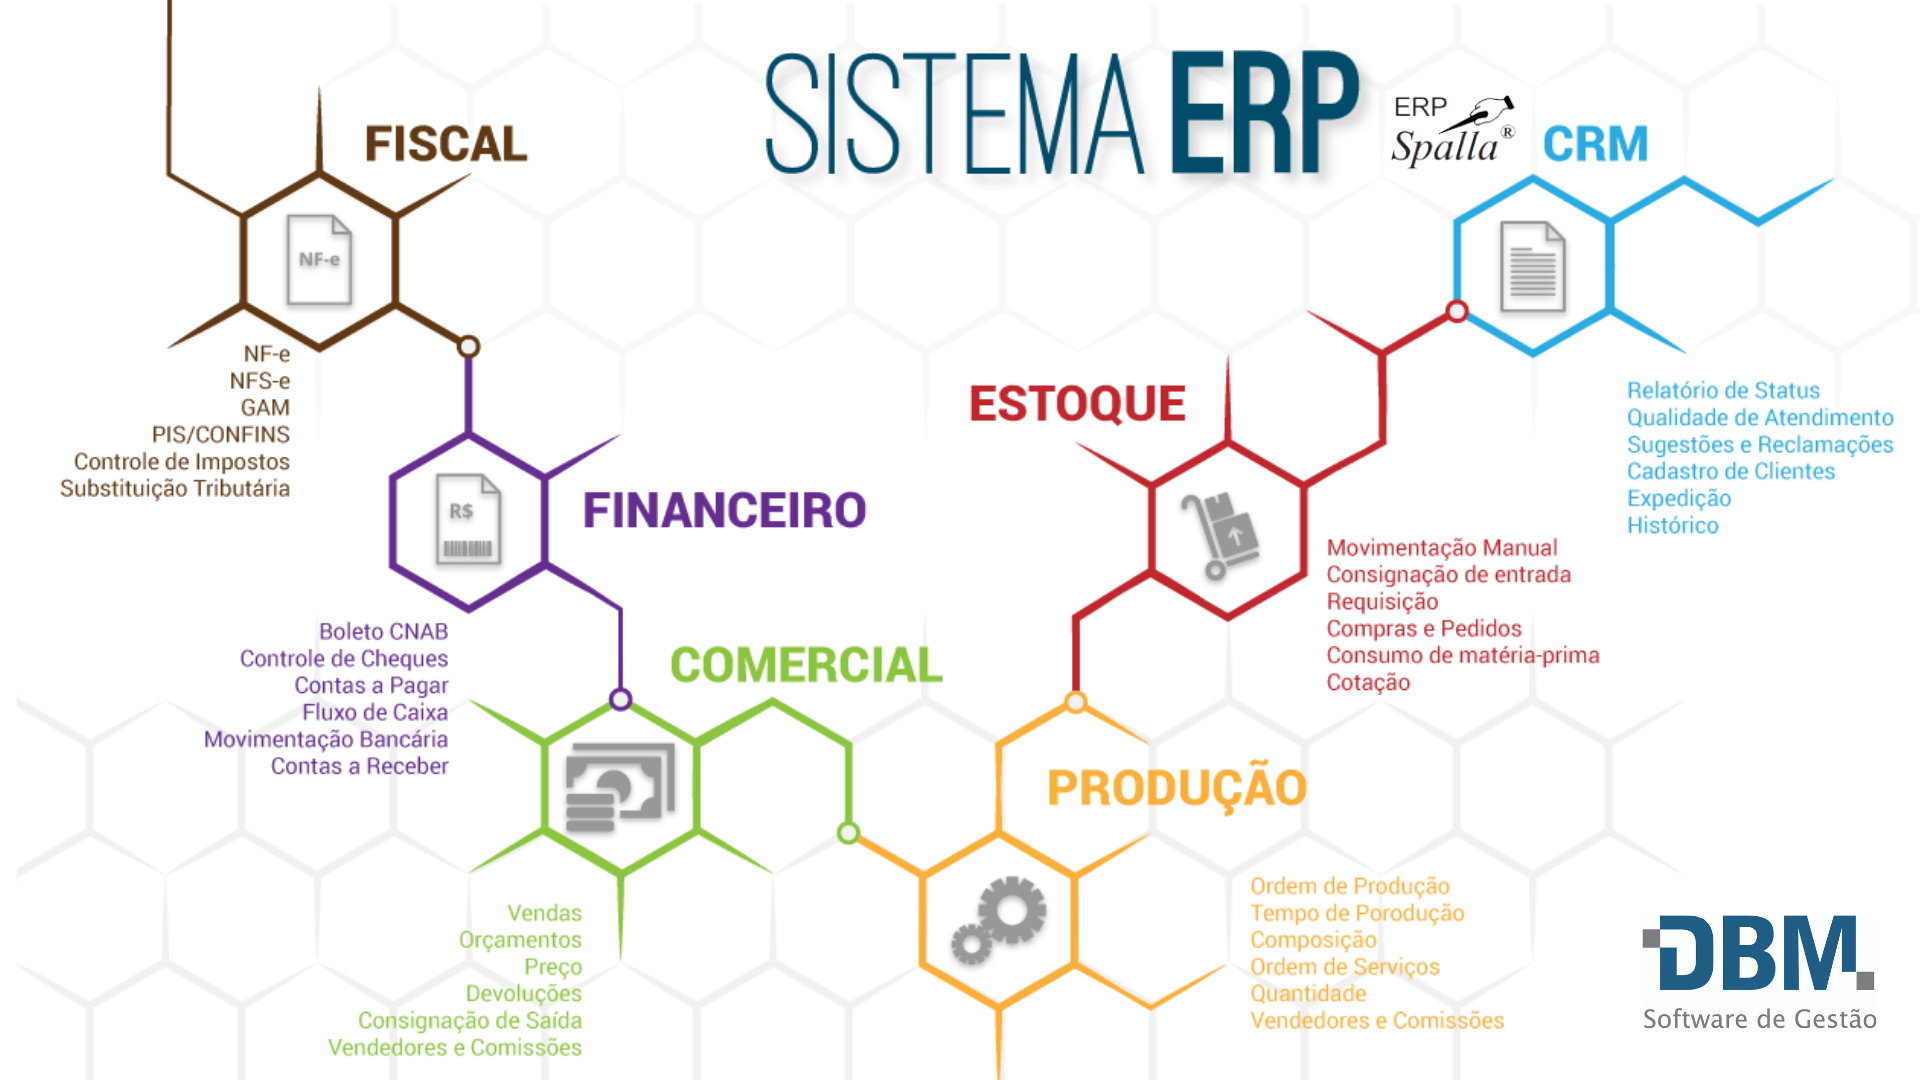 SISTEMA ERP
ERP
Spalla®
FISCAL
NF-e
NF-e
NFS-e
GAM
PIS/CONFINS
Controle de Impostos
Substituição Tributária
FINANCEIRO
R$
Boleto CNAB
Controle de Cheques
Contas a Pagar
Fluxo de Caixa
Movimentação Bancária
Contas a Receber
COMERCIAL
Vendas
Orçamentos
Preço
Devoluções
Consignação de Saída
Vendedores e Comissões
PRODUÇÃO
Ordem de Produção
Tempo de Porodução
Composição
Ordem de Serviços
Quantidade
Vendedores e Comissões
ESTOQUE
Movimentação Manual
Consignação de entrada
Requisição
Compras e Pedidos
Consumo de matéria-prima
Cotação
CRM
Relatório de Status
Qualidade de Atendimento
Sugestões e Reclamações
Cadastro de Clientes
Expedição
Histórico
DBM
Software de Gestão